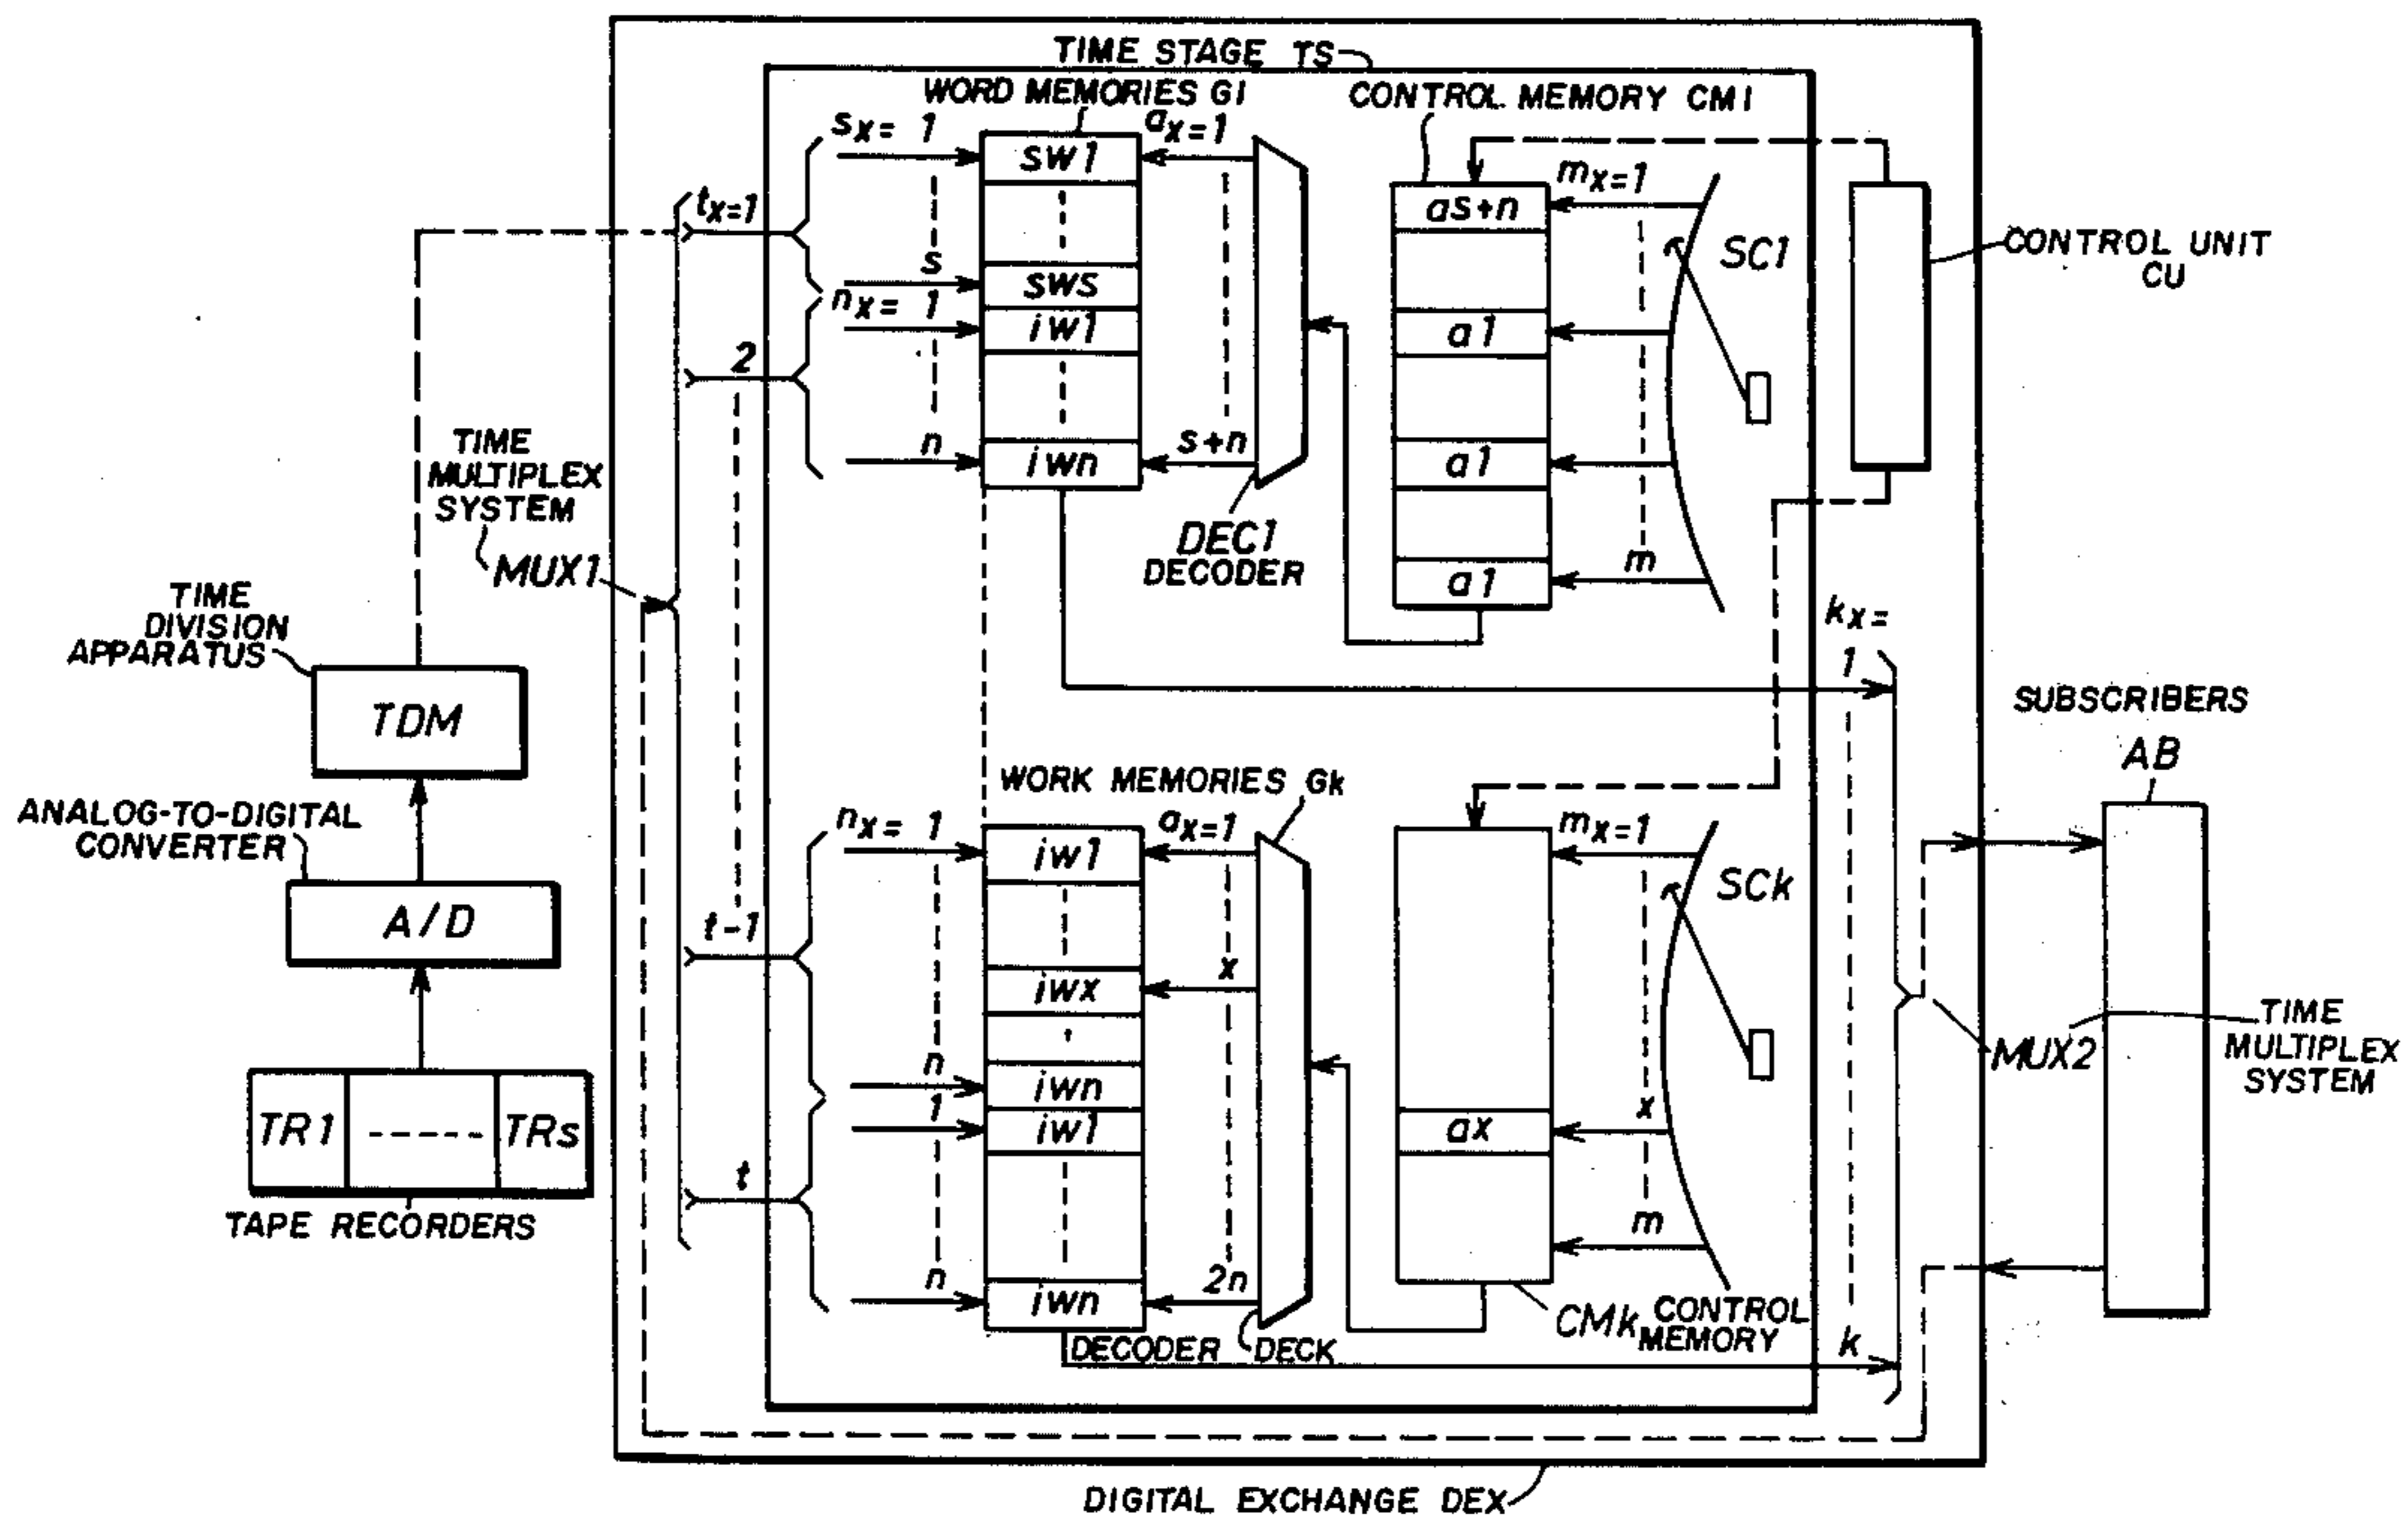 TIME STAGE TS
WORD MEMORIES G1
CONTROL MEMORY CM1
sx= 1
ax=1
sw1
s
sws
nx= 1
iw1
n
iwn
s+n
DEC1
DECODER
mx=1
as+n
a1
a1
m
a1
SC1
CONTROL UNIT
CU
tx=1
2
t-1
t
TIME
MULTIPLEX
SYSTEM
MUX1
TIME
DIVISION
APPARATUS
TDM
ANALOG-TO-DIGITAL
CONVERTER
A/D
TR1
TRs
TAPE RECORDERS
WORK MEMORIES Gk
nx= 1
ax=1
iw1
x
iwx
n
iwn
1
iw1
n
iwn
2n
DECODER DECK
mx=1
x
ax
m
SCk
CMk CONTROL
MEMORY
kx=
1
k
SUBSCRIBERS
AB
MUX2
TIME
MULTIPLEX
SYSTEM
DIGITAL EXCHANGE DEX